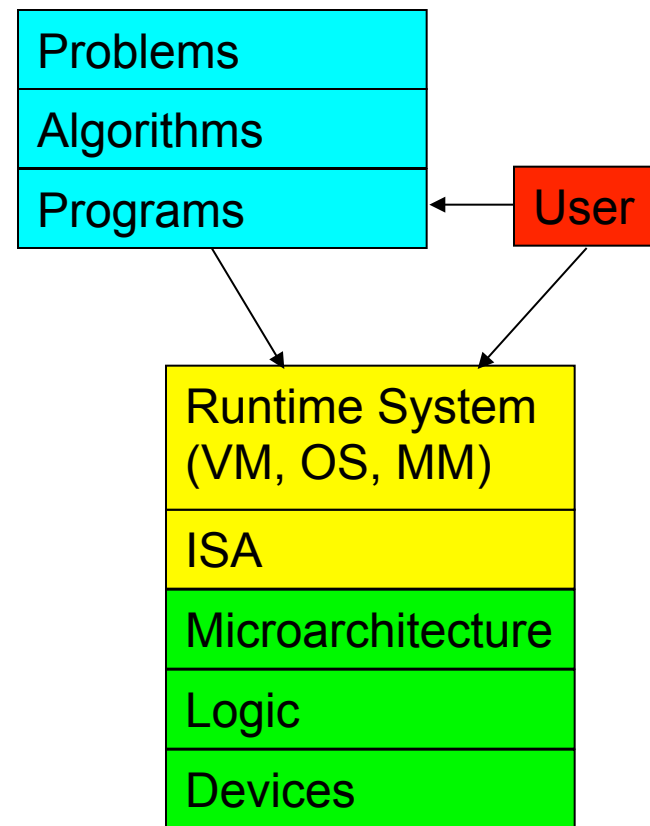 Problems
Algorithms
Programs
User
Runtime System
(VM, OS, MM)
ISA
Microarchitecture
Logic
Devices